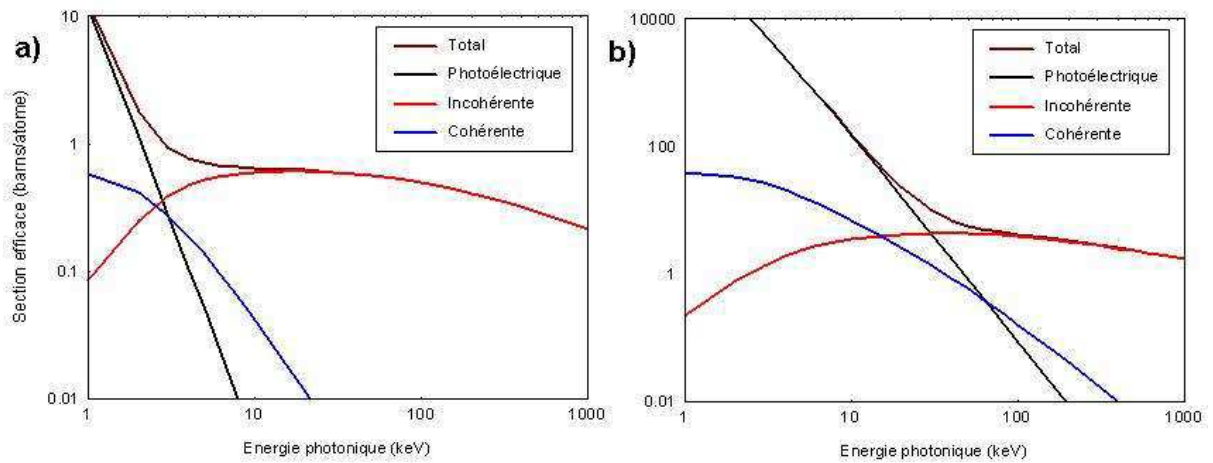 a)
10
1
0.1
0.01
1
10
100
1000
Section efficace (barns/atome)
Energie photonique (keV)
Total
Photoélectrique
Incohérente
Cohérente
b)
10000
100
1
0.01
1
10
100
1000
Energie photonique (keV)
Total
Photoélectrique
Incohérente
Cohérente